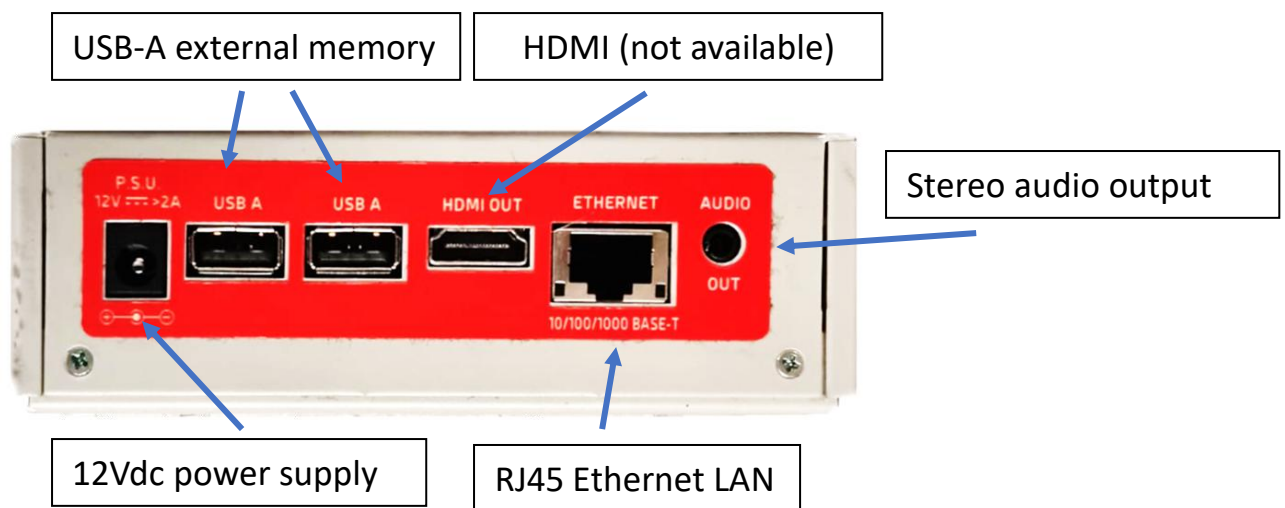 USB-A external memory
HDMI (not available)
Stereo audio output
P.S.U.
12V ⎓ >2A
USB A
USB A
HDMI OUT
ETHERNET
AUDIO
OUT
10/100/1000 BASE-T
12Vdc power supply
RJ45 Ethernet LAN